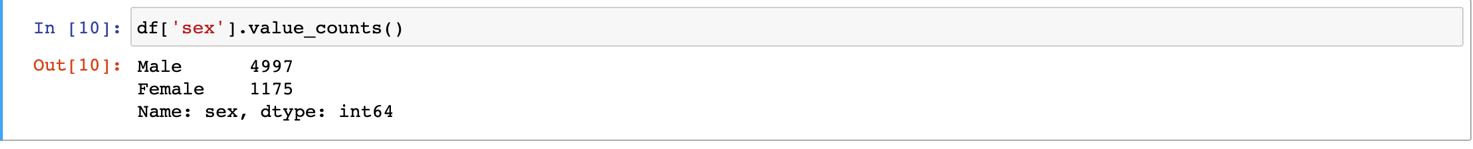 In [10]: df['sex'].value_counts()
Out[10]: Male 4997
Female 1175
Name: sex, dtype: int64